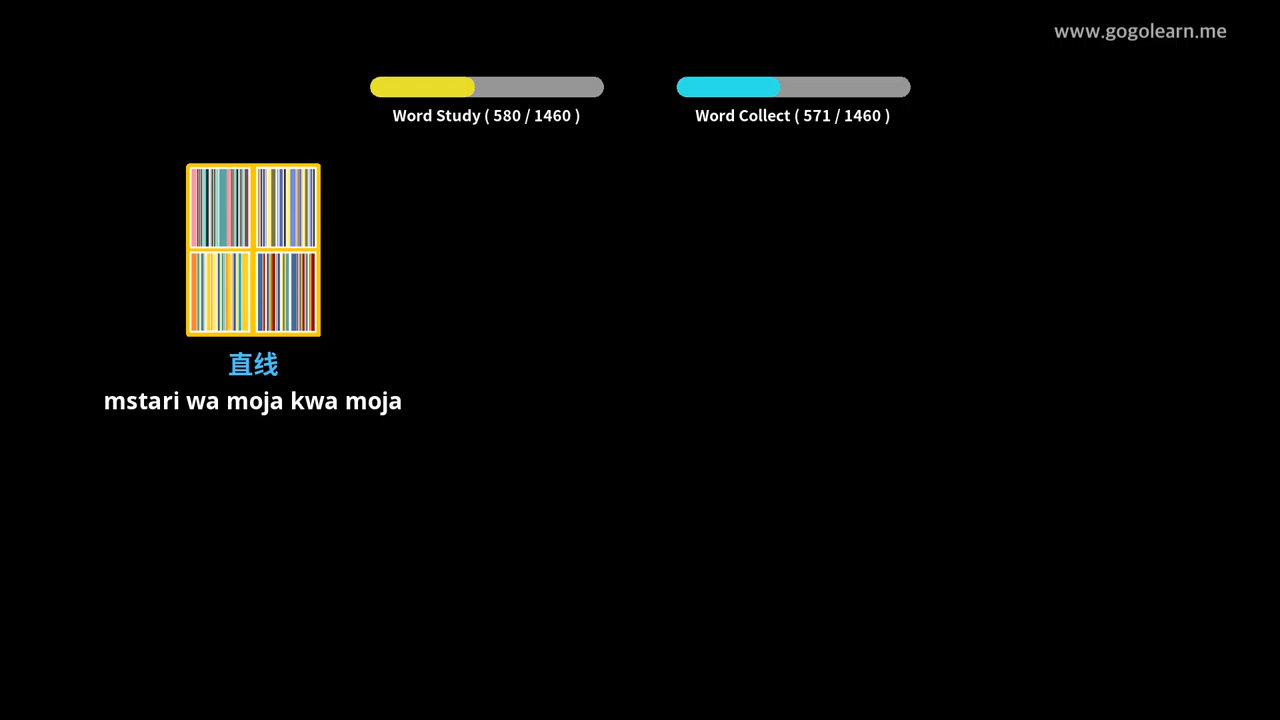 www.gogolearn.me
Word Study ( 580 / 1460 )
Word Collect ( 571 / 1460 )
直线
mstari wa moja kwa moja